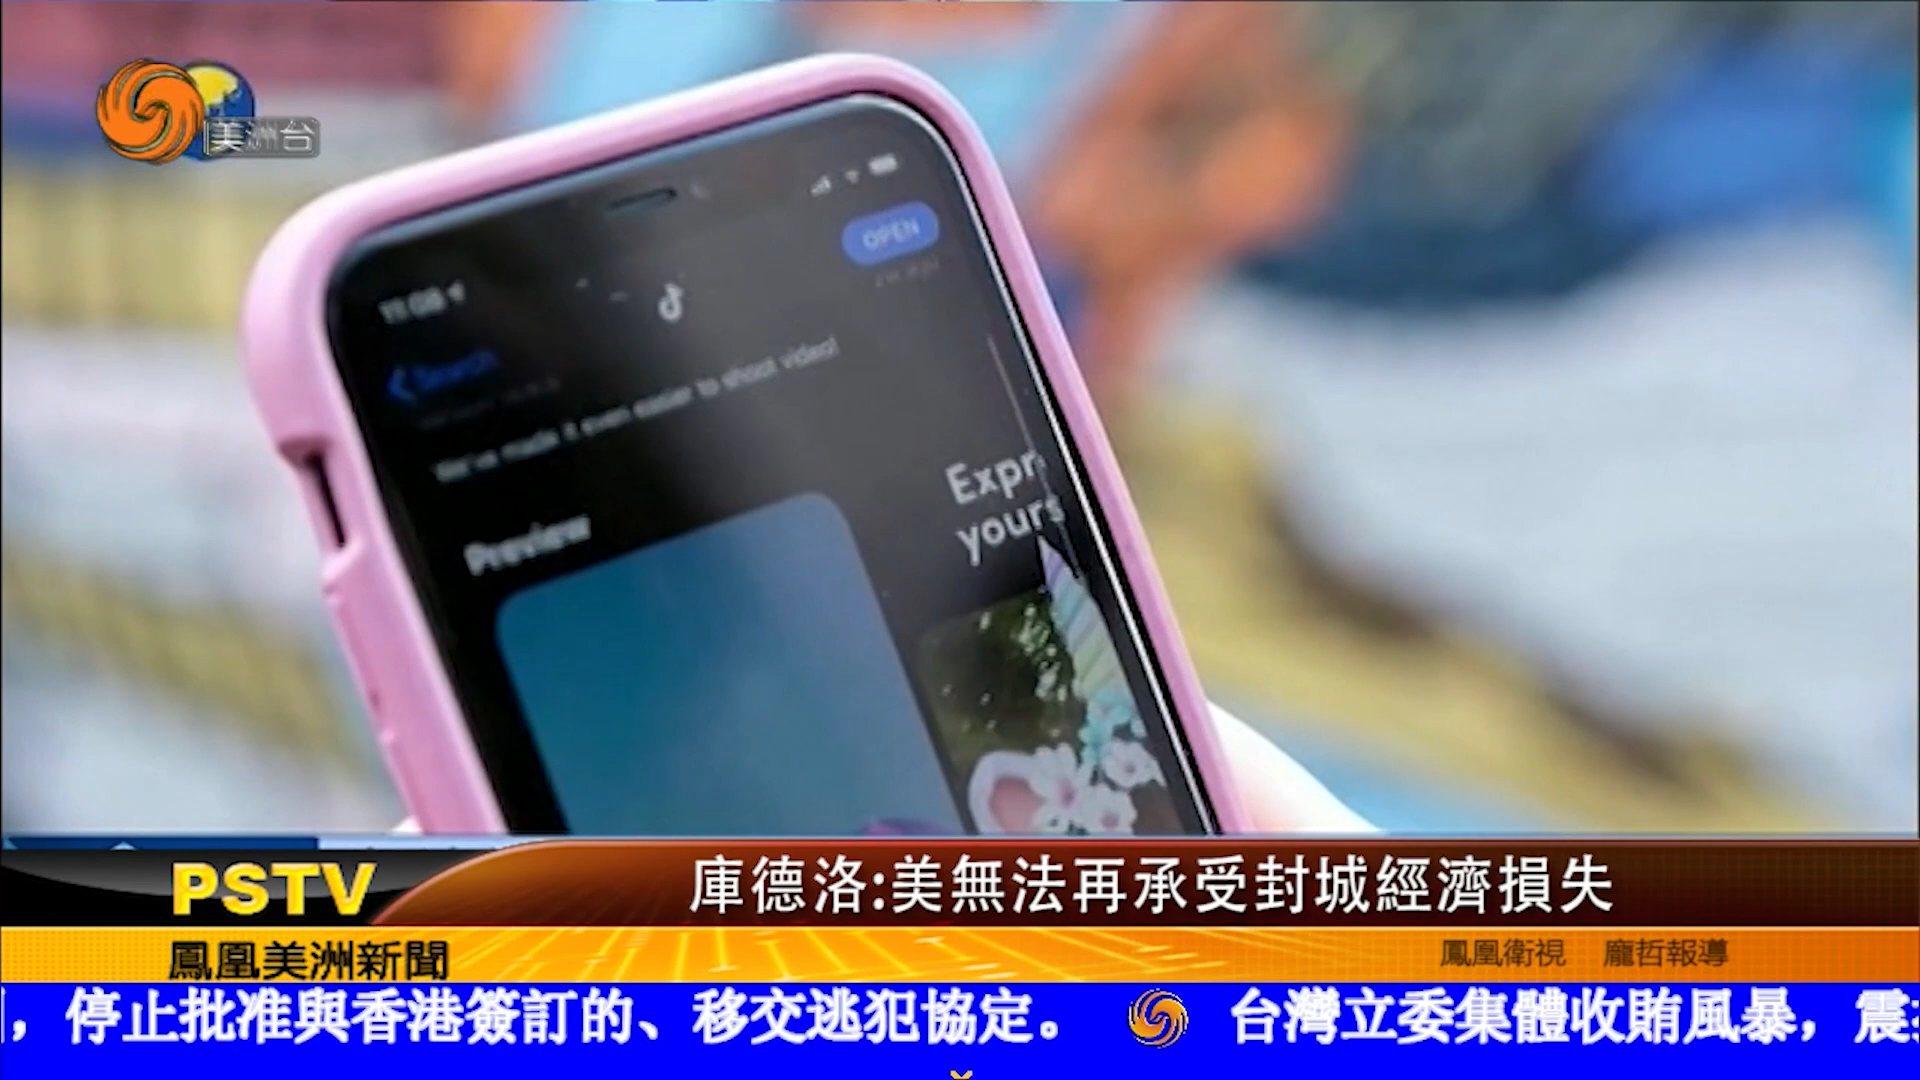 美洲台
OPEN
Search
We've made it even easier to shoot video!
Preview
Expr
yours
PSTV
庫德洛:美無法再承受封城經濟損失
鳳凰美洲新聞
鳳凰衛視 龐哲報導
，停止批准與香港簽訂的、移交逃犯協定。 台灣立委集體收賄風暴，震